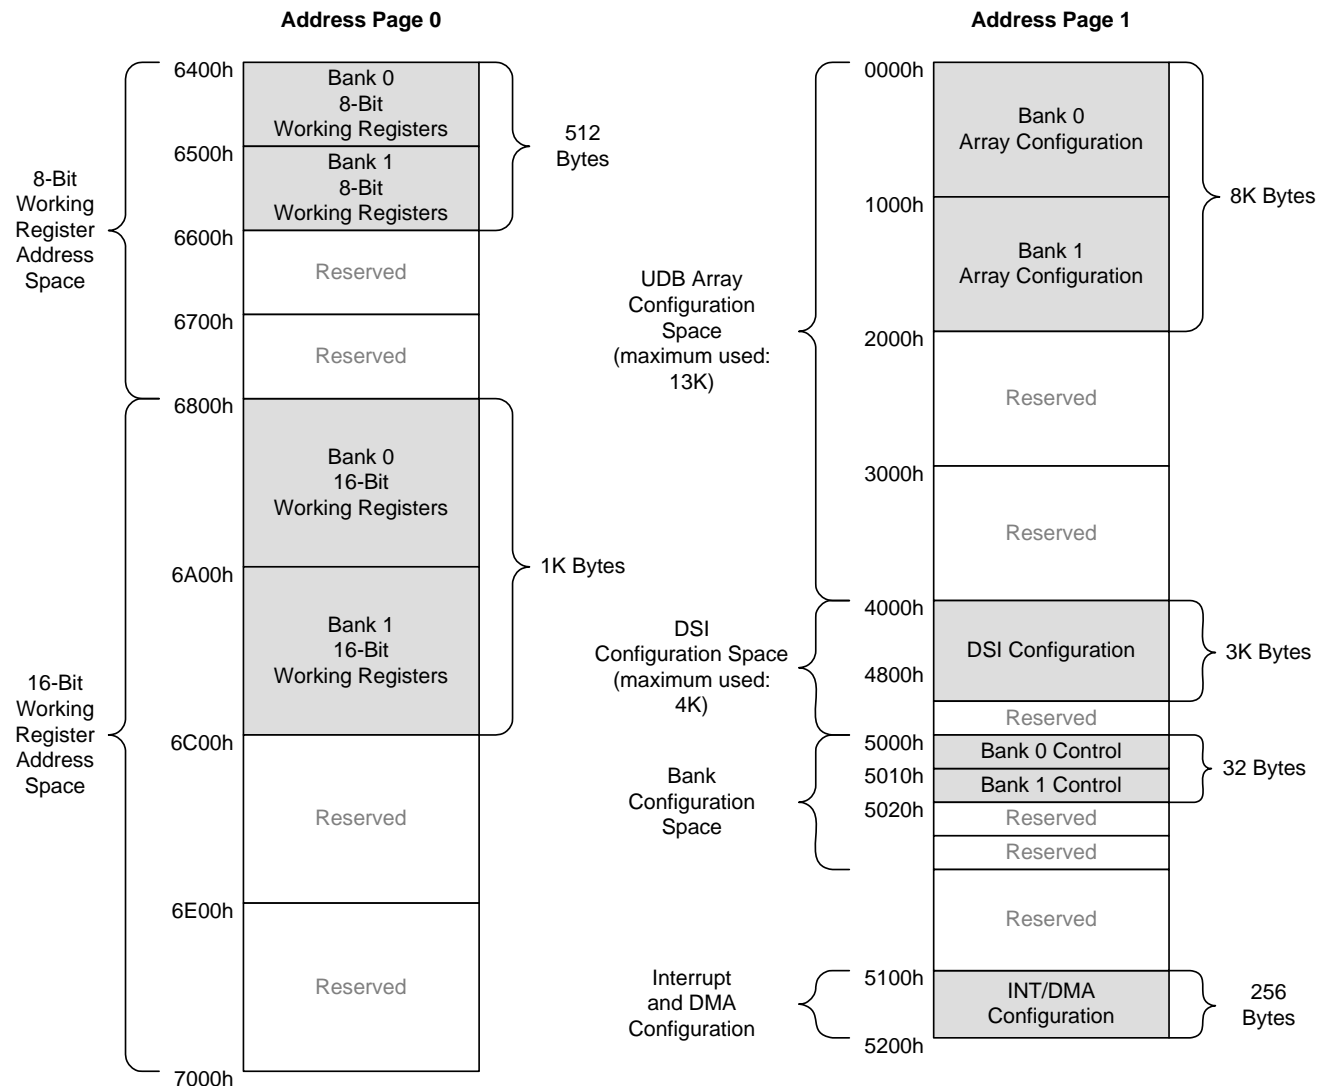 Address Page 0
6400h
Bank 0
8-Bit
Working Registers
6500h
Bank 1
8-Bit
Working Registers
6600h
Reserved
6700h
Reserved
6800h
512
Bytes
8-Bit
Working
Register
Address
Space
Bank 0
16-Bit
Working Registers
6A00h
1K Bytes
Bank 1
16-Bit
Working Registers
6C00h
16-Bit
Working
Register
Address
Space
Reserved
6E00h
Reserved
7000h
Address Page 1
0000h
Bank 0
Array Configuration
1000h
8K Bytes
Bank 1
Array Configuration
2000h
UDB Array
Configuration
Space
(maximum used:
13K)
Reserved
3000h
Reserved
4000h
DSI
Configuration Space
(maximum used:
4K)
DSI Configuration
4800h
3K Bytes
Reserved
5000h
Bank 0 Control
5010h
Bank 1 Control
5020h
32 Bytes
Bank
Configuration
Space
Reserved
Reserved
Reserved
5100h
Interrupt
and DMA
Configuration
INT/DMA
Configuration
256
Bytes
5200h